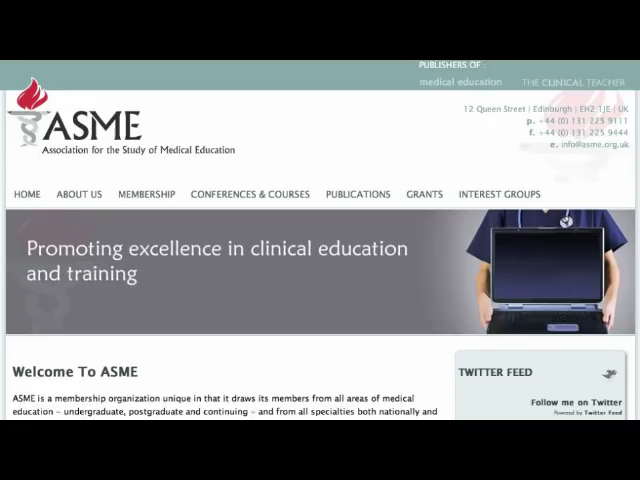 PUBLISHERS OF :
medical education THE CLINICAL TEACHER
ASME
Association for the Study of Medical Education
12 Queen Street | Edinburgh | EH2 1JE | UK
p. +44 (0) 131 225 9111
f. +44 (0) 131 225 9444
e. info@asme.org.uk
HOME ABOUT US MEMBERSHIP CONFERENCES & COURSES PUBLICATIONS GRANTS INTEREST GROUPS
Promoting excellence in clinical education
and training
Welcome To ASME
ASME is a membership organization unique in that it draws its members from all areas of medical
education – undergraduate, postgraduate and continuing – and from all specialties both nationally and
TWITTER FEED
Follow me on Twitter
Powered by Twitter Feed